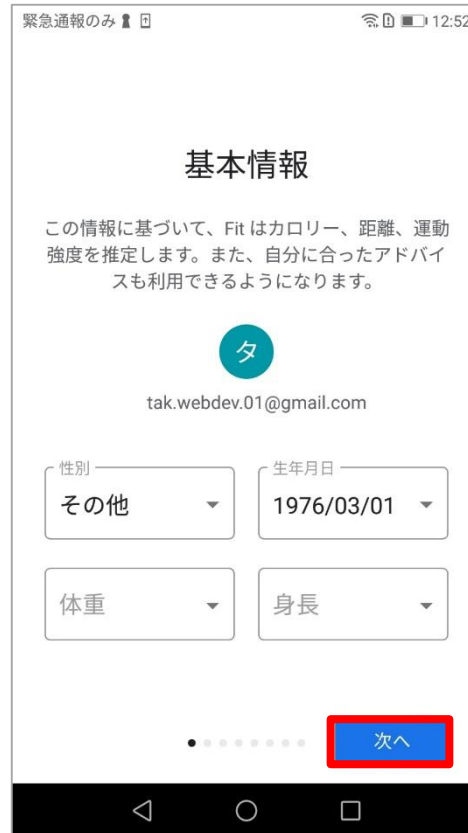 緊急通報のみ 12:52
基本情報
この情報に基づいて、Fit はカロリー、距離、運動
強度を推定します。また、自分に合ったアドバイ
スも利用できるようになります。
タ
tak.webdev.01@gmail.com
性別 生年月日
その他 1976/03/01
体重 身長
次へ